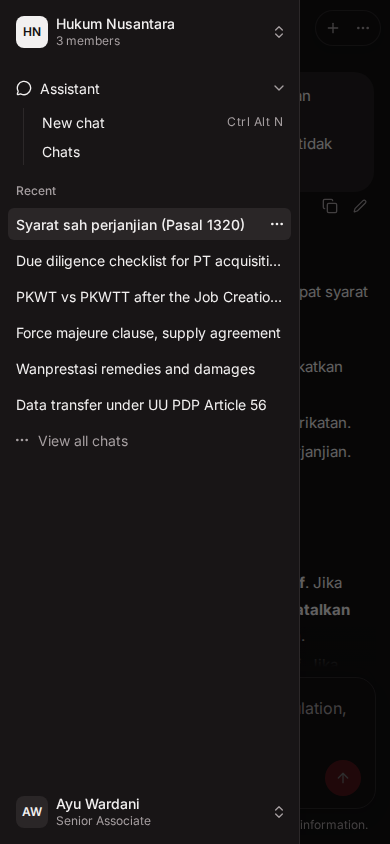 HN
Hukum Nusantara
3 members
Assistant
New chat
Ctrl Alt N
Chats
Recent
Syarat sah perjanjian (Pasal 1320)
Due diligence checklist for PT acquisiti...
PKWT vs PKWTT after the Job Creatio...
Force majeure clause, supply agreement
Wanprestasi remedies and damages
Data transfer under UU PDP Article 56
View all chats
AW
Ayu Wardani
Senior Associate
tidak
pat syarat
katkan
rikatan.
janjian.
f. Jika
atalkan
lation,
information.